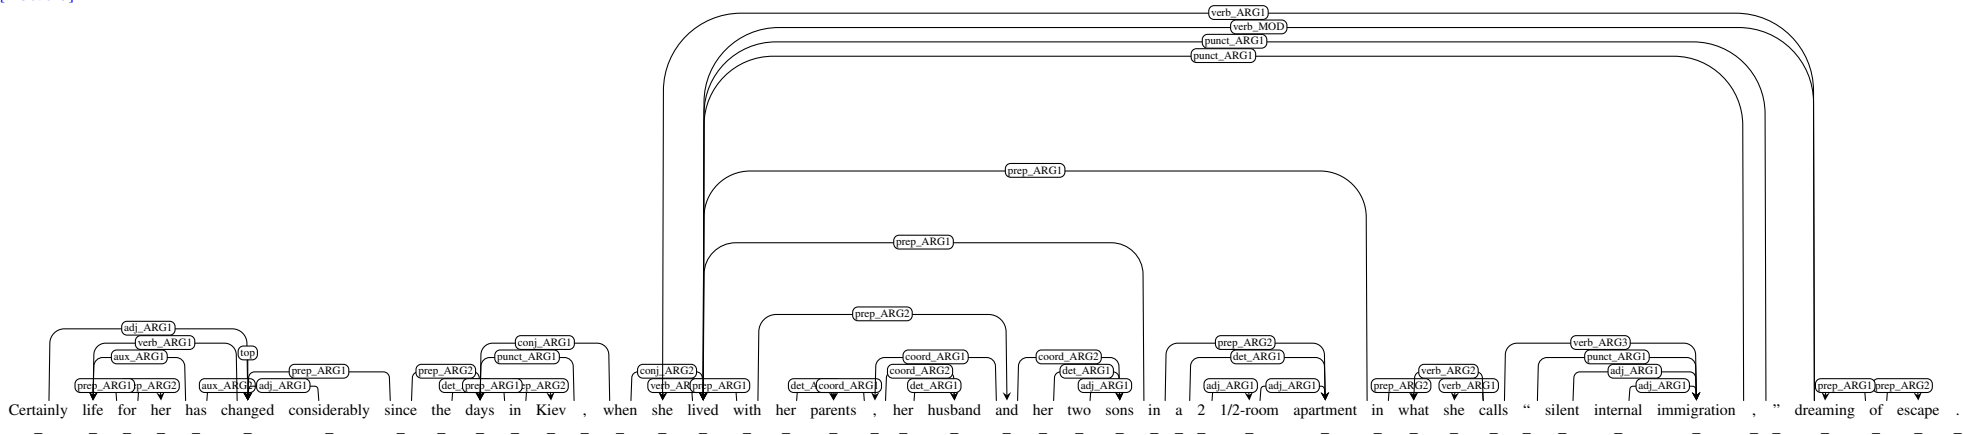 verb_ARG1
verb_MOD
punct_ARG1
punct_ARG1
prep_ARG1
prep_ARG1
prep_ARG2
adj_ARG1
verb_ARG1 conj_ARG1 prep_ARG2 verb_ARG3
top
aux_ARG1 punct_ARG1 coord_ARG1 coord_ARG2 det_ARG1 punct_ARG1
prep_ARG1 prep_ARG2 conj_ARG2 coord_ARG2 det_ARG1 verb_ARG2 adj_ARG1
prep_ARG1 adj_ARG1 prep_ARG1 prep_ARG1 coord_ARG1 det_ARG1 adj_ARG1 adj_ARG1 adj_ARG1 verb_ARG1 adj_ARG1 prep_ARG1 prep_ARG2
Certainly life for her has changed considerably since the days in Kiev , when she lived with her parents , her husband and her two sons in a 2 1/2-room apartment in what she calls “ silent internal immigration , ” dreaming of escape .